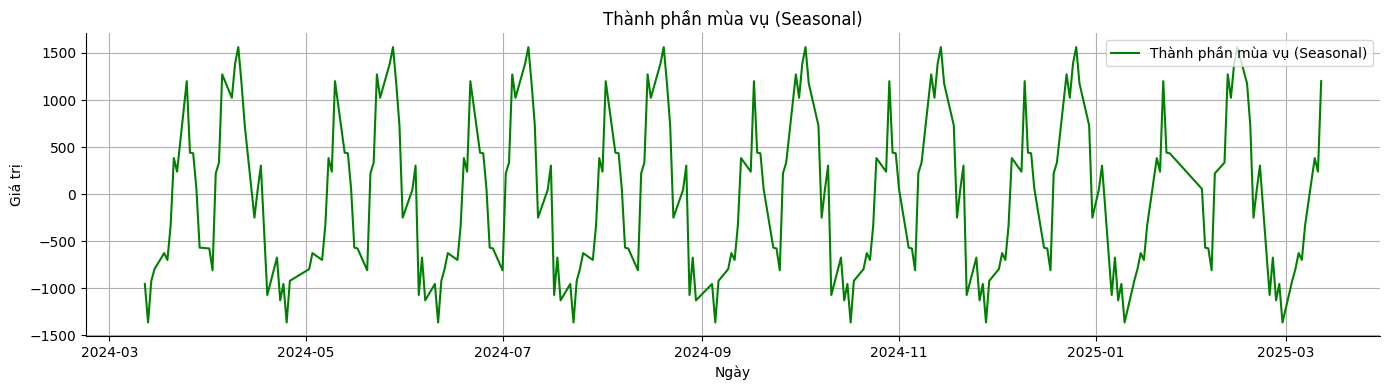 Thành phần mùa vụ (Seasonal)
Thành phần mùa vụ (Seasonal)
Giá trị
1500
1000
500
0
−500
−1000
−1500
2024-03 2024-05 2024-07 2024-09 2024-11 2025-01 2025-03
Ngày